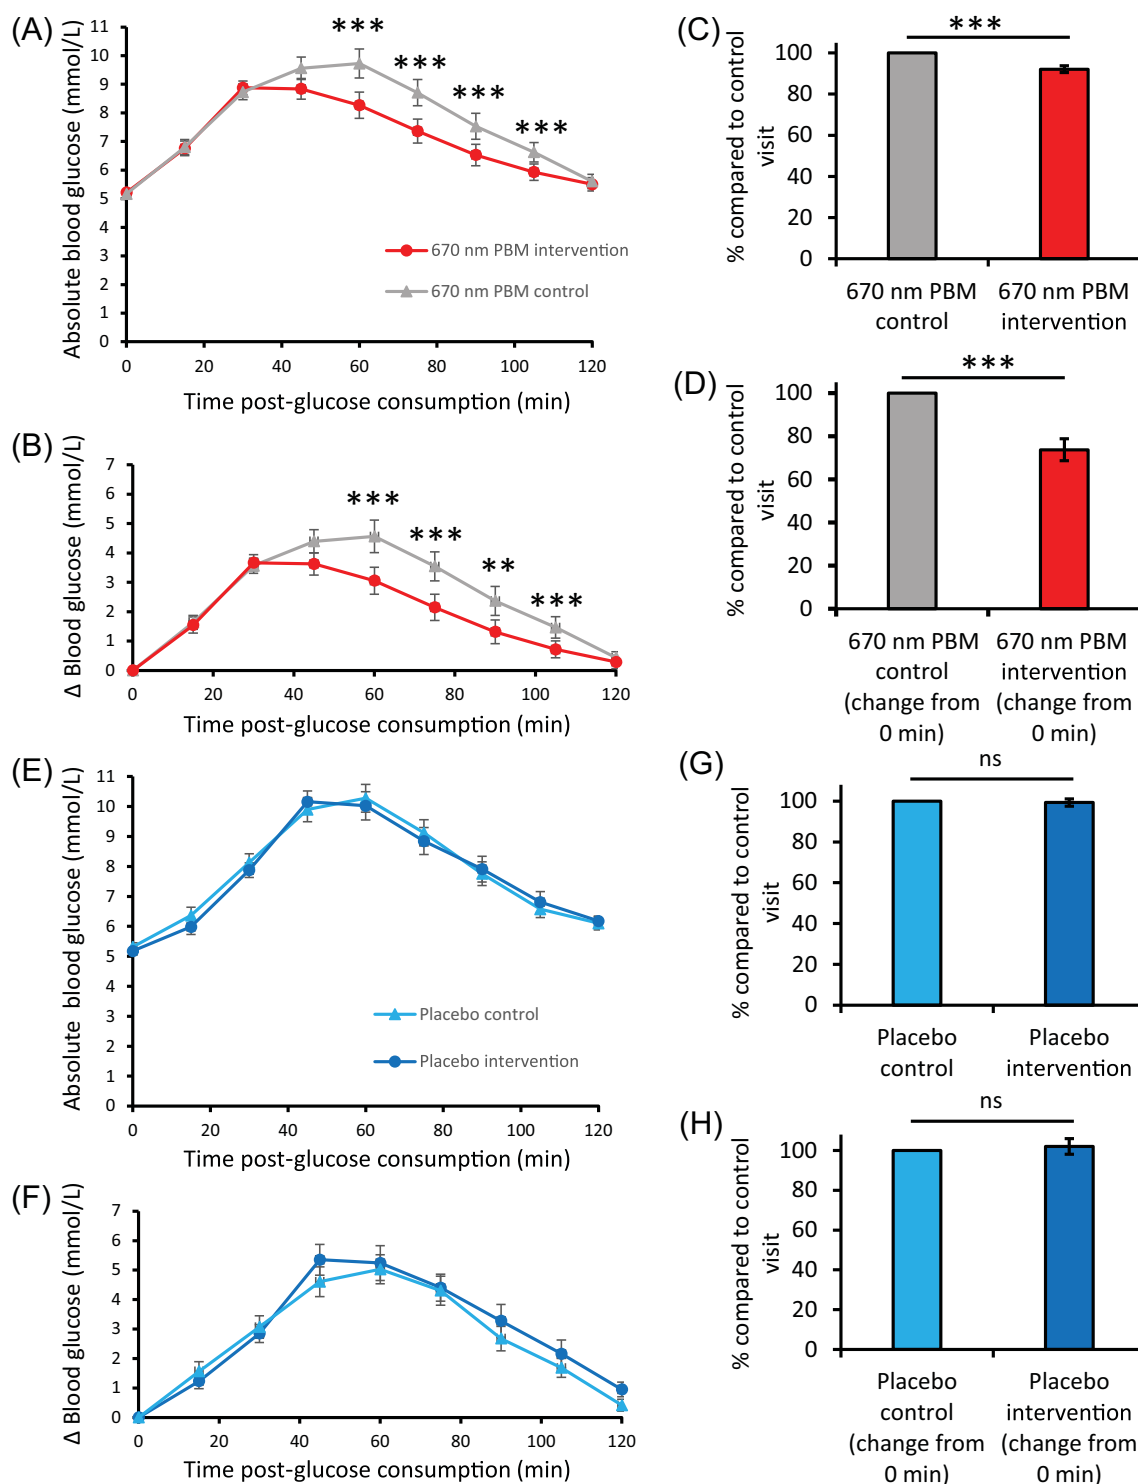 (A)
Absolute blood glucose (mmol/L)
11
10
9
8
7
6
5
4
3
2
1
0
***
***
***
***
670 nm PBM intervention
670 nm PBM control
0 20 40 60 80 100 120
Time post-glucose consumption (min)
(B)
Δ Blood glucose (mmol/L)
7
6
5
4
3
2
1
0
***
***
**
***
0 20 40 60 80 100 120
Time post-glucose consumption (min)
(C)
% compared to control
visit
***
100
80
60
40
20
0
670 nm PBM
control
670 nm PBM
intervention
(D)
% compared to control
visit
***
100
80
60
40
20
0
670 nm PBM
control
(change from
0 min)
670 nm PBM
intervention
(change from
0 min)
(E)
Absolute blood glucose (mmol/L)
11
10
9
8
7
6
5
4
3
2
1
0
Placebo control
Placebo intervention
0 20 40 60 80 100 120
Time post-glucose consumption (min)
(F)
Δ Blood glucose (mmol/L)
7
6
5
4
3
2
1
0
0 20 40 60 80 100 120
Time post-glucose consumption (min)
(G)
% compared to control
visit
ns
100
80
60
40
20
0
Placebo
control
Placebo
intervention
(H)
% compared to control
visit
ns
100
80
60
40
20
0
Placebo
control
(change from
0 min)
Placebo
intervention
(change from
0 min)